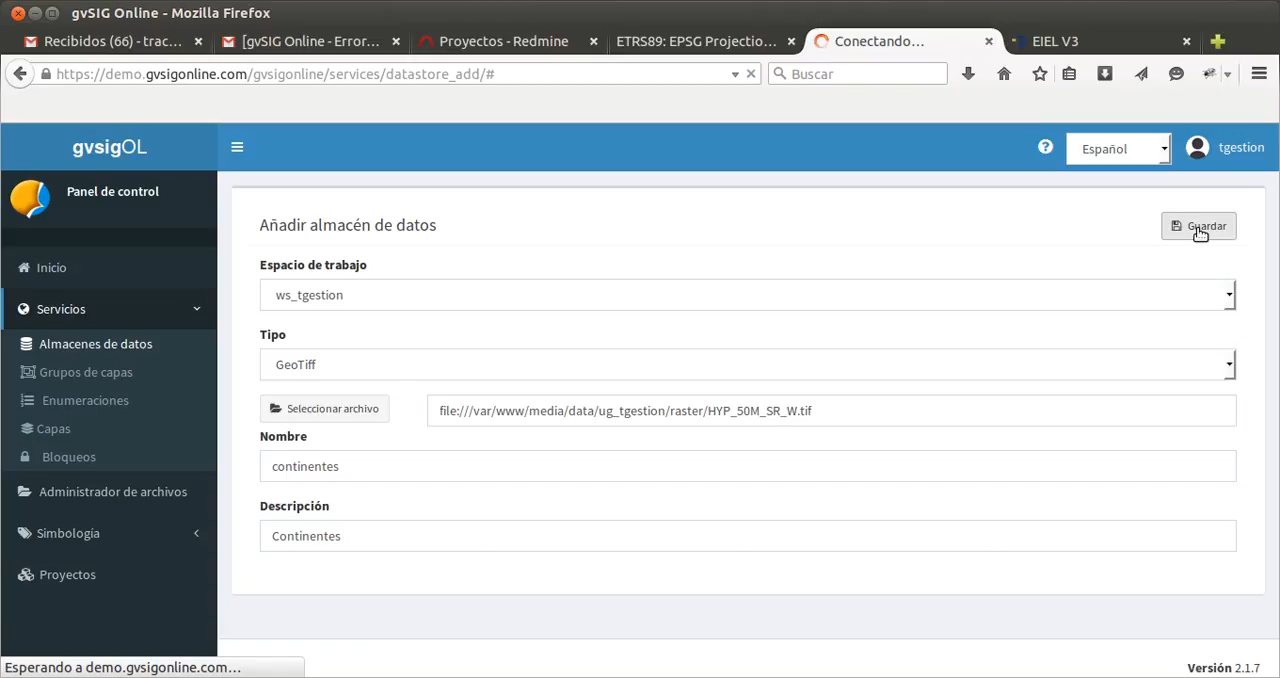 gvSIG Online - Mozilla Firefox
Recibidos (66) - trac...
[gvSIG Online - Error...
Proyectos - Redmine
ETRS89: EPSG Projectio...
Conectando...
EIEL V3
https://demo.gvsigonline.com/gvsigonline/services/datastore_add/#
Buscar
gvsigOL
Español
tgestion
Panel de control
Inicio
Servicios
Almacenes de datos
Grupos de capas
Enumeraciones
Capas
Bloqueos
Administrador de archivos
Simbología
Proyectos
Añadir almacén de datos
Guardar
Espacio de trabajo
ws_tgestion
Tipo
GeoTiff
Seleccionar archivo
file:///var/www/media/data/ug_tgestion/raster/HYP_50M_SR_W.tif
Nombre
continentes
Descripción
Continentes
Esperando a demo.gvsigonline.com...
Versión 2.1.7